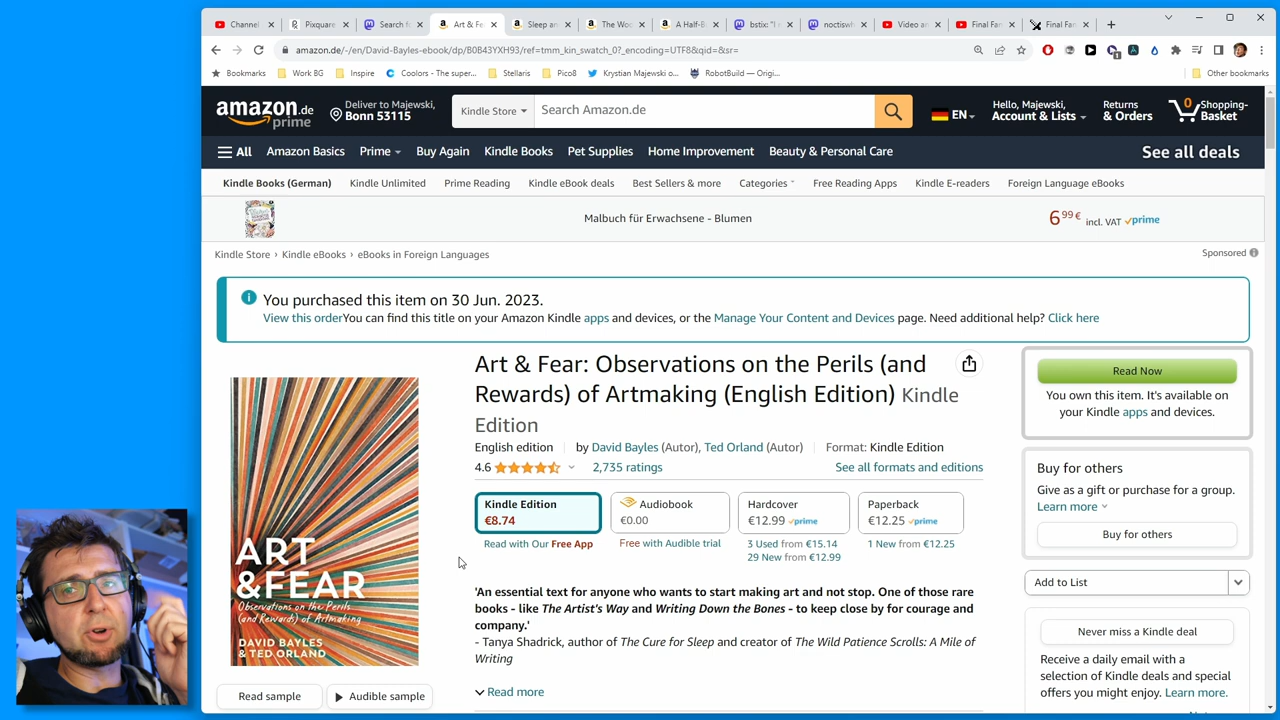 Channel
Pixquare
Search f
Art & Fe
Sleep an
The Wo
A Half-B
bstix: "I
noctiswh
Video an
Final Fan
Final Fan
amazon.de/-/en/David-Bayles-ebook/dp/B0B43YXH93/ref=tmm_kin_swatch_0?_encoding=UTF8&qid=&sr=
Bookmarks
Work BG
Inspire
Coolors - The super...
Stellaris
Pico8
Krystian Majewski o...
RobotBuild — Origi...
Other bookmarks
amazon.de
prime
Deliver to Majewski,
Bonn 53115
Kindle Store
Search Amazon.de
EN
Hello, Majewski,
Account & Lists
Returns
& Orders
0
Shopping-
Basket
All
Amazon Basics
Prime
Buy Again
Kindle Books
Pet Supplies
Home Improvement
Beauty & Personal Care
See all deals
Kindle Books (German)
Kindle Unlimited
Prime Reading
Kindle eBook deals
Best Sellers & more
Categories
Free Reading Apps
Kindle E-readers
Foreign Language eBooks
Malbuch für Erwachsene - Blumen
6 99 € incl. VAT prime
Kindle Store › Kindle eBooks › eBooks in Foreign Languages
Sponsored
You purchased this item on 30 Jun. 2023.
View this orderYou can find this title on your Amazon Kindle apps and devices, or the Manage Your Content and Devices page. Need additional help? Click here
Art & Fear: Observations on the Perils (and
Rewards) of Artmaking (English Edition) Kindle
Edition
English edition
by David Bayles (Autor), Ted Orland (Autor)
Format: Kindle Edition
4.6
2,735 ratings
See all formats and editions
Kindle Edition
€8.74
Read with Our Free App
Audiobook
€0.00
Free with Audible trial
Hardcover
€12.99 prime
3 Used from €15.14
29 New from €12.99
Paperback
€12.25 prime
1 New from €12.25
'An essential text for anyone who wants to start making art and not stop. One of those rare
books - like The Artist's Way and Writing Down the Bones - to keep close by for courage and
company.'
- Tanya Shadrick, author of The Cure for Sleep and creator of The Wild Patience Scrolls: A Mile of
Writing
Read more
ART
&FEAR
Observations on the Perils
(and Rewards) of Artmaking
DAVID BAYLES
& TED ORLAND
Read sample
Audible sample
Read Now
You own this item. It's available on
your Kindle apps and devices.
Buy for others
Give as a gift or purchase for a group.
Learn more
Buy for others
Add to List
Never miss a Kindle deal
Receive a daily email with a
selection of Kindle deals and special
offers you might enjoy. Learn more.